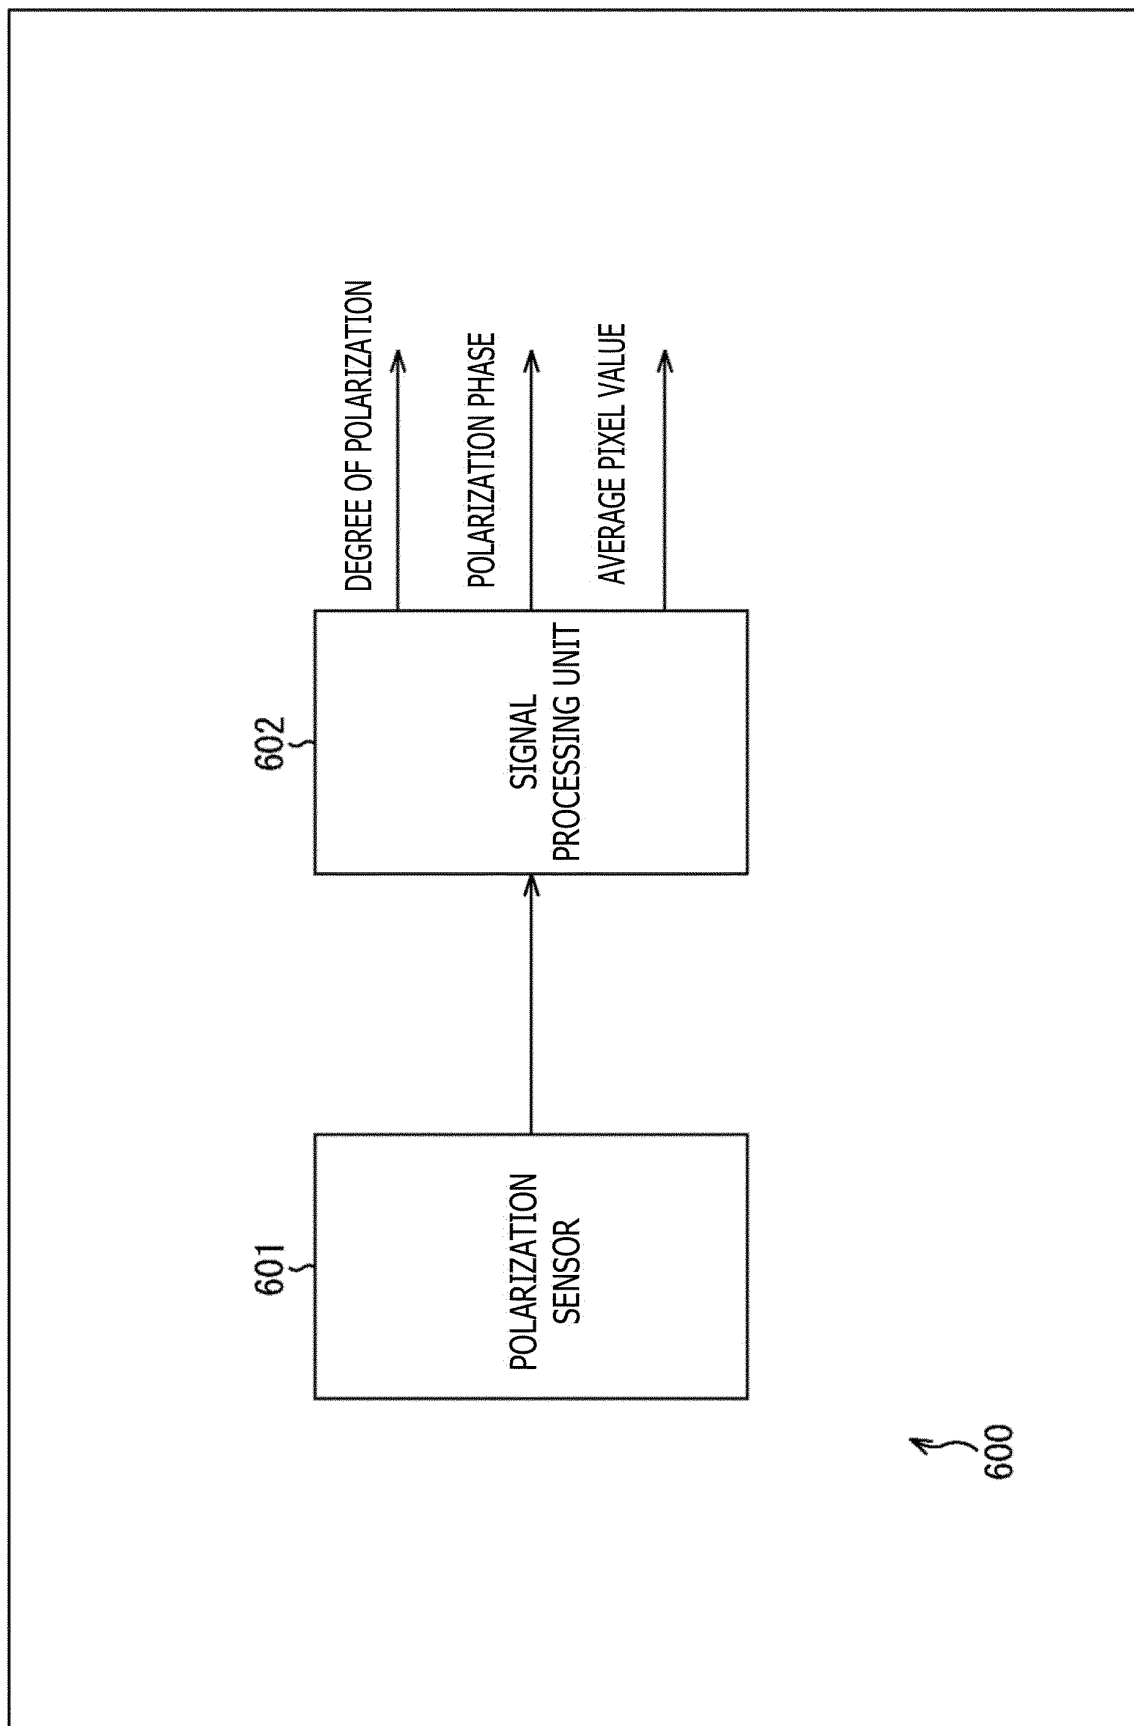 601
POLARIZATION
SENSOR
602
SIGNAL
PROCESSING UNIT
DEGREE OF POLARIZATION
POLARIZATION PHASE
AVERAGE PIXEL VALUE
600